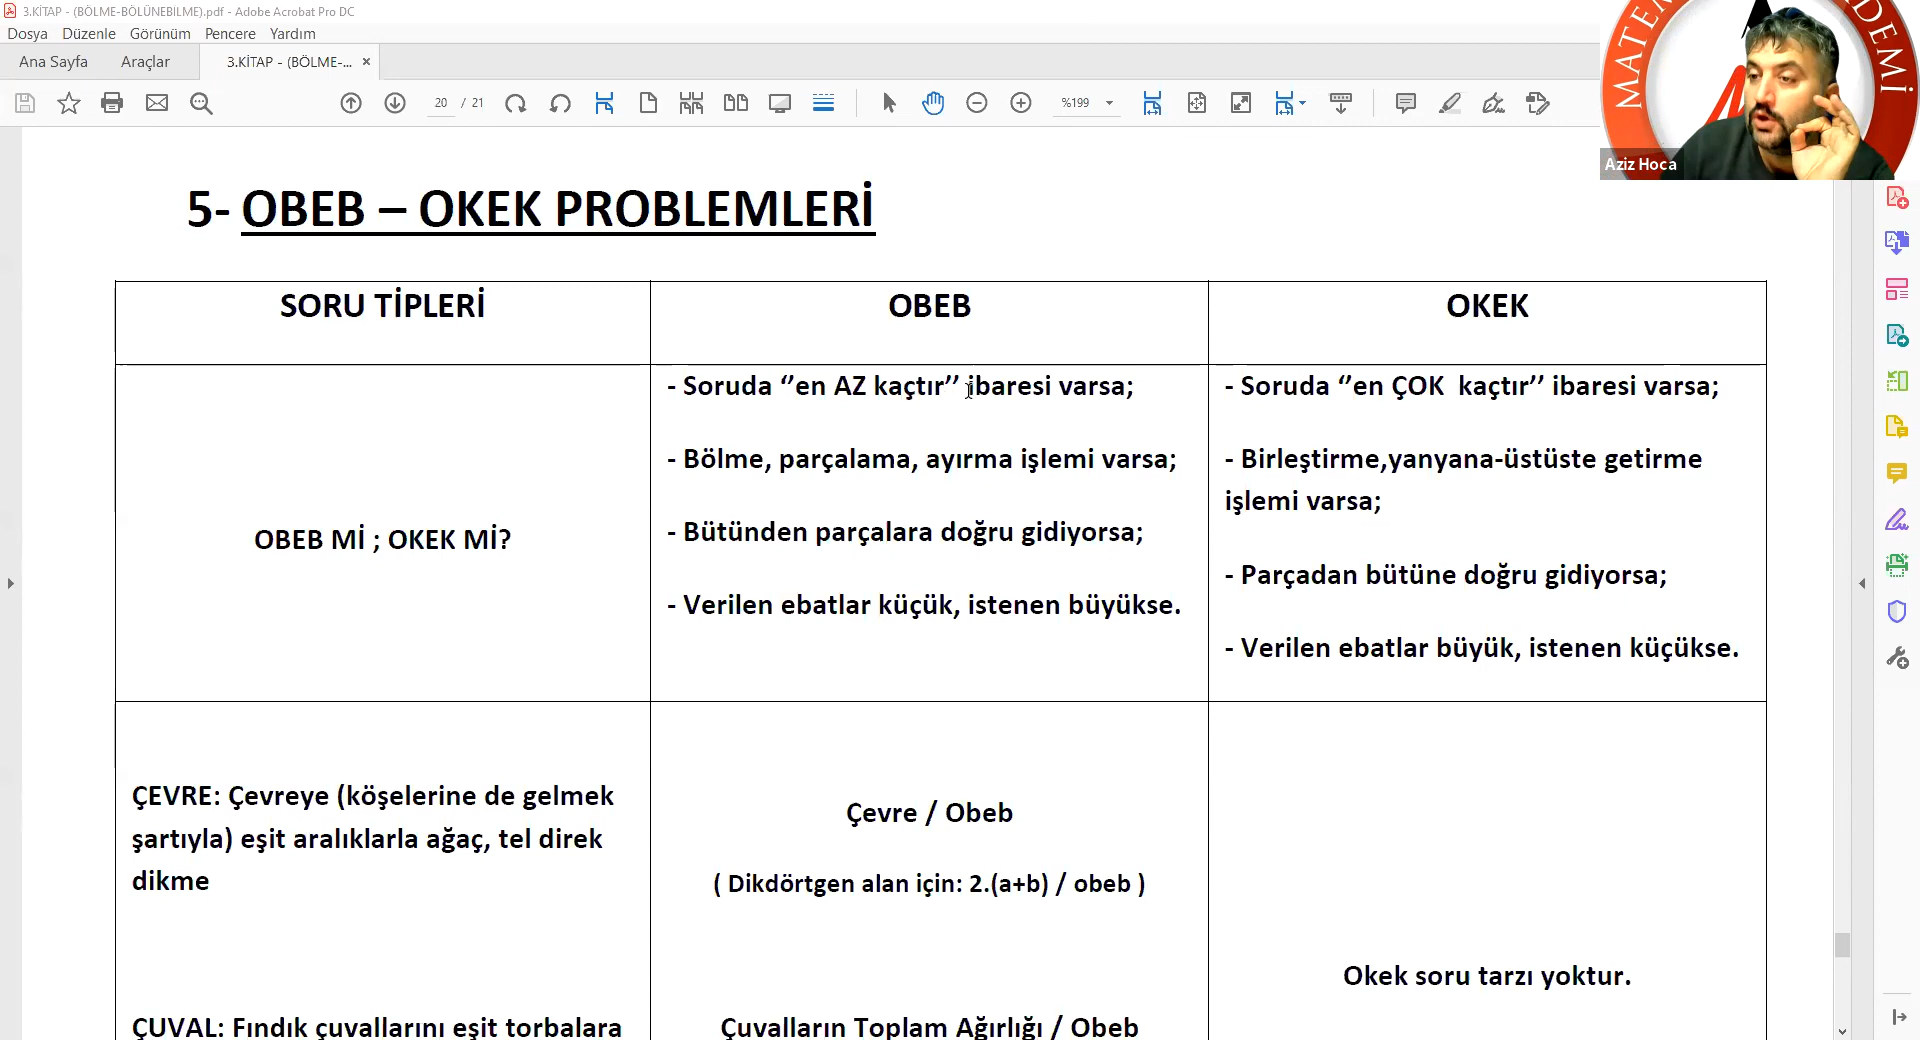 3.KİTAP - (BÖLME-BÖLÜNEBİLME).pdf - Adobe Acrobat Pro DC
Dosya Düzenle Görünüm Pencere Yardım
Ana Sayfa Araçlar 3.KİTAP - (BÖLME-... ×
20 / 21 %199
Aziz Hoca
5- OBEB – OKEK PROBLEMLERİ
SORU TİPLERİ
OBEB
OKEK
OBEB Mİ ; OKEK Mİ?
- Soruda ‘’en AZ kaçtır’’ ibaresi varsa;
- Bölme, parçalama, ayırma işlemi varsa;
- Bütünden parçalara doğru gidiyorsa;
- Verilen ebatlar küçük, istenen büyükse.
- Soruda ‘’en ÇOK kaçtır’’ ibaresi varsa;
- Birleştirme,yanyana-üstüste getirme
işlemi varsa;
- Parçadan bütüne doğru gidiyorsa;
- Verilen ebatlar büyük, istenen küçükse.
ÇEVRE: Çevreye (köşelerine de gelmek
şartıyla) eşit aralıklarla ağaç, tel direk
dikme
Çevre / Obeb
( Dikdörtgen alan için: 2.(a+b) / obeb )
Okek soru tarzı yoktur.
ÇUVAL: Fındık çuvallarını eşit torbalara
Çuvalların Toplam Ağırlığı / Obeb